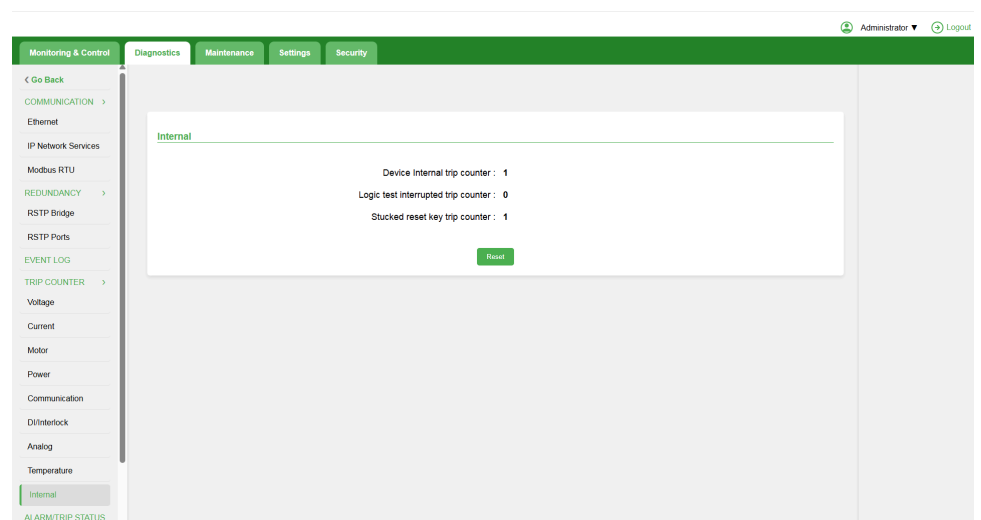 Administrator ▼ Logout
Monitoring & Control Diagnostics Maintenance Settings Security
Go Back
COMMUNICATION >
Ethernet
IP Network Services
Modbus RTU
REDUNDANCY >
RSTP Bridge
RSTP Ports
EVENT LOG
TRIP COUNTER >
Voltage
Current
Motor
Power
Communication
DI/Interlock
Analog
Temperature
Internal
ALARM/TRIP STATUS
Internal
Device Internal trip counter : 1
Logic test interrupted trip counter : 0
Stucked reset key trip counter : 1
Reset